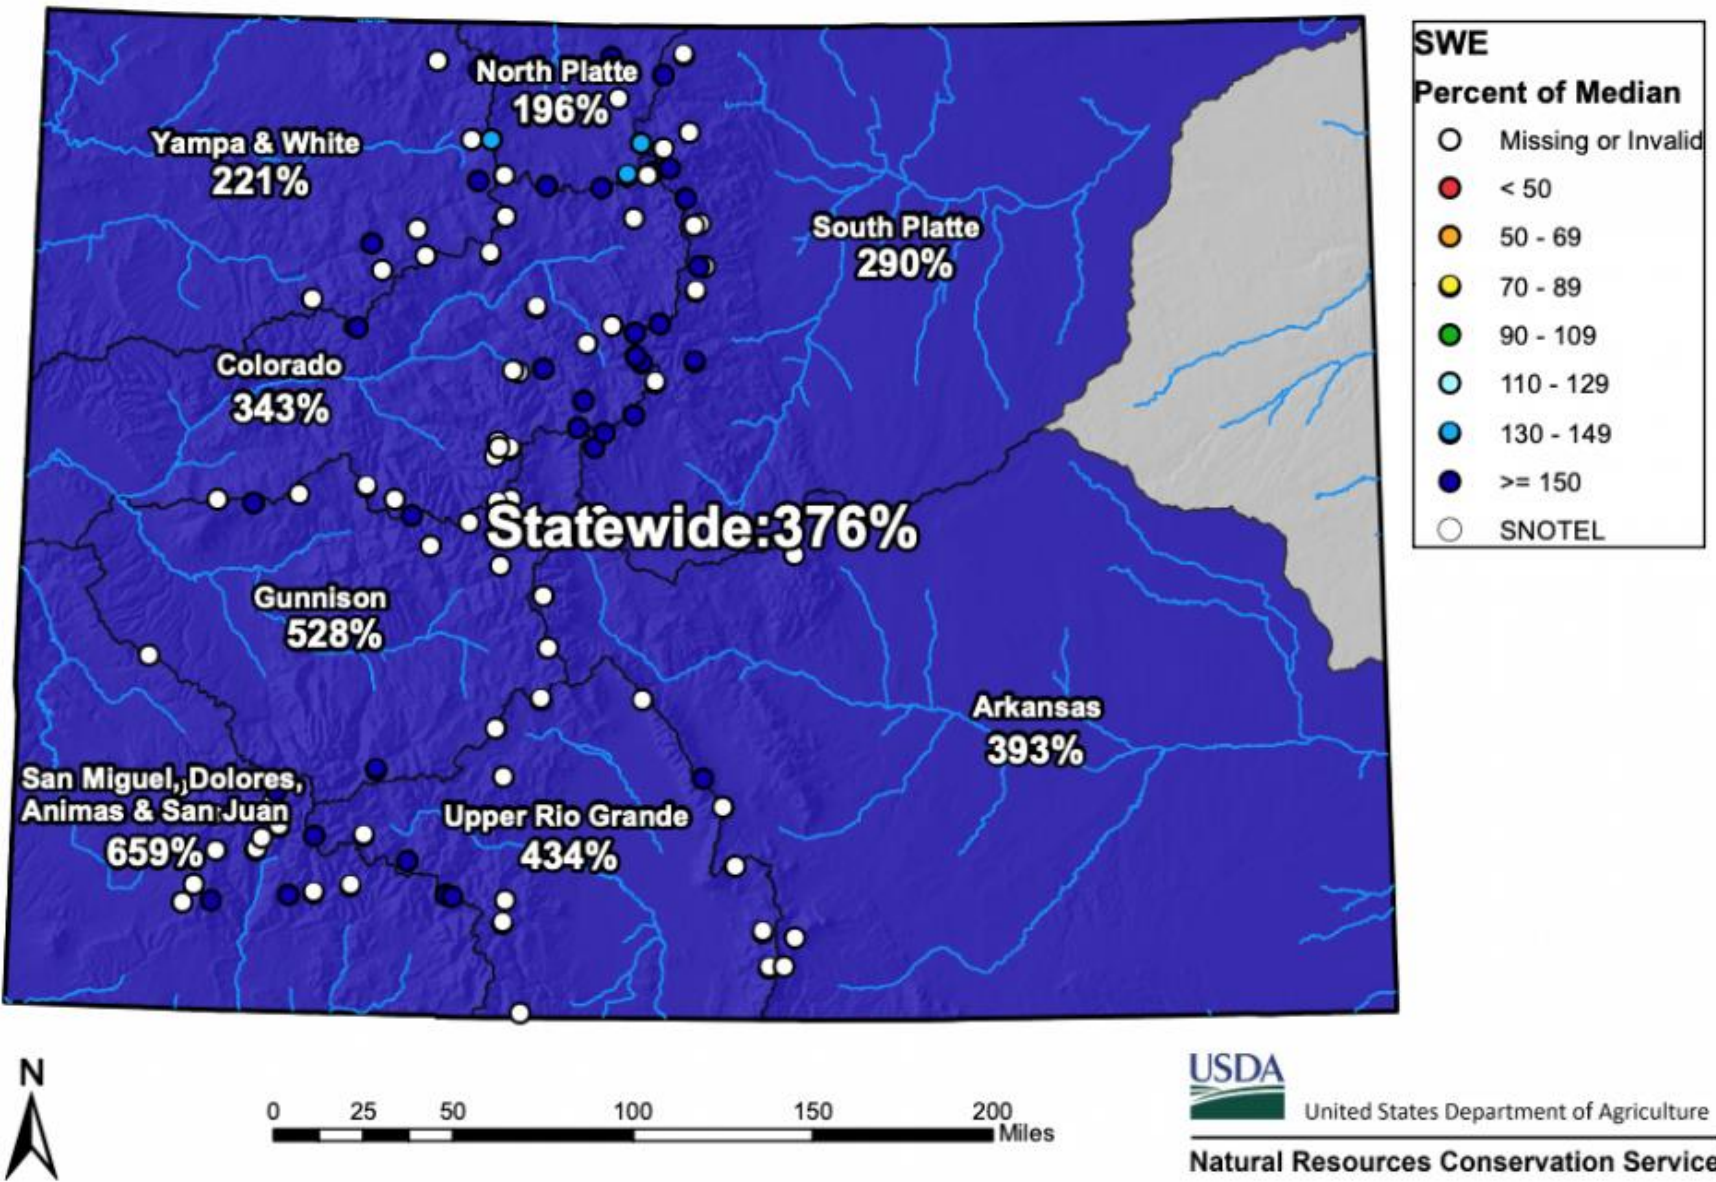 North Platte
196%
Yampa & White
221%
South Platte
290%
Colorado
343%
Statewide:376%
Gunnison
528%
Arkansas
393%
San Miguel, Dolores,
Animas & San Juan
659%
Upper Rio Grande
434%
SWE
Percent of Median
Missing or Invalid
< 50
50 - 69
70 - 89
90 - 109
110 - 129
130 - 149
>= 150
SNOTEL
N
0 25 50 100 150 200
Miles
USDA
United States Department of Agriculture
Natural Resources Conservation Service